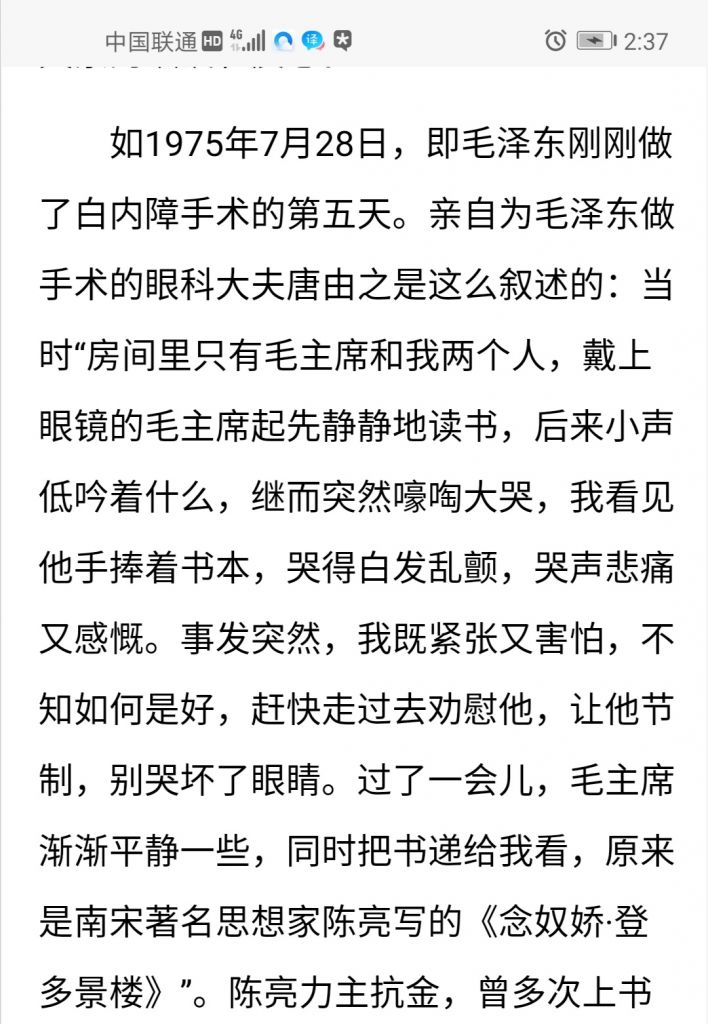 中国联通 HD 4G 译 2:37
如1975年7月28日，即毛泽东刚刚做
了白内障手术的第五天。亲自为毛泽东做
手术的眼科大夫唐由之是这么叙述的：当
时“房间里只有毛主席和我两个人，戴上
眼镜的毛主席起先静静地读书，后来小声
低吟着什么，继而突然嚎啕大哭，我看见
他手捧着书本，哭得白发乱颤，哭声悲痛
又感慨。事发突然，我既紧张又害怕，不
知如何是好，赶快走过去劝慰他，让他节
制，别哭坏了眼睛。过了一会儿，毛主席
渐渐平静一些，同时把书递给我看，原来
是南宋著名思想家陈亮写的《念奴娇·登
多景楼》”。陈亮力主抗金，曾多次上书